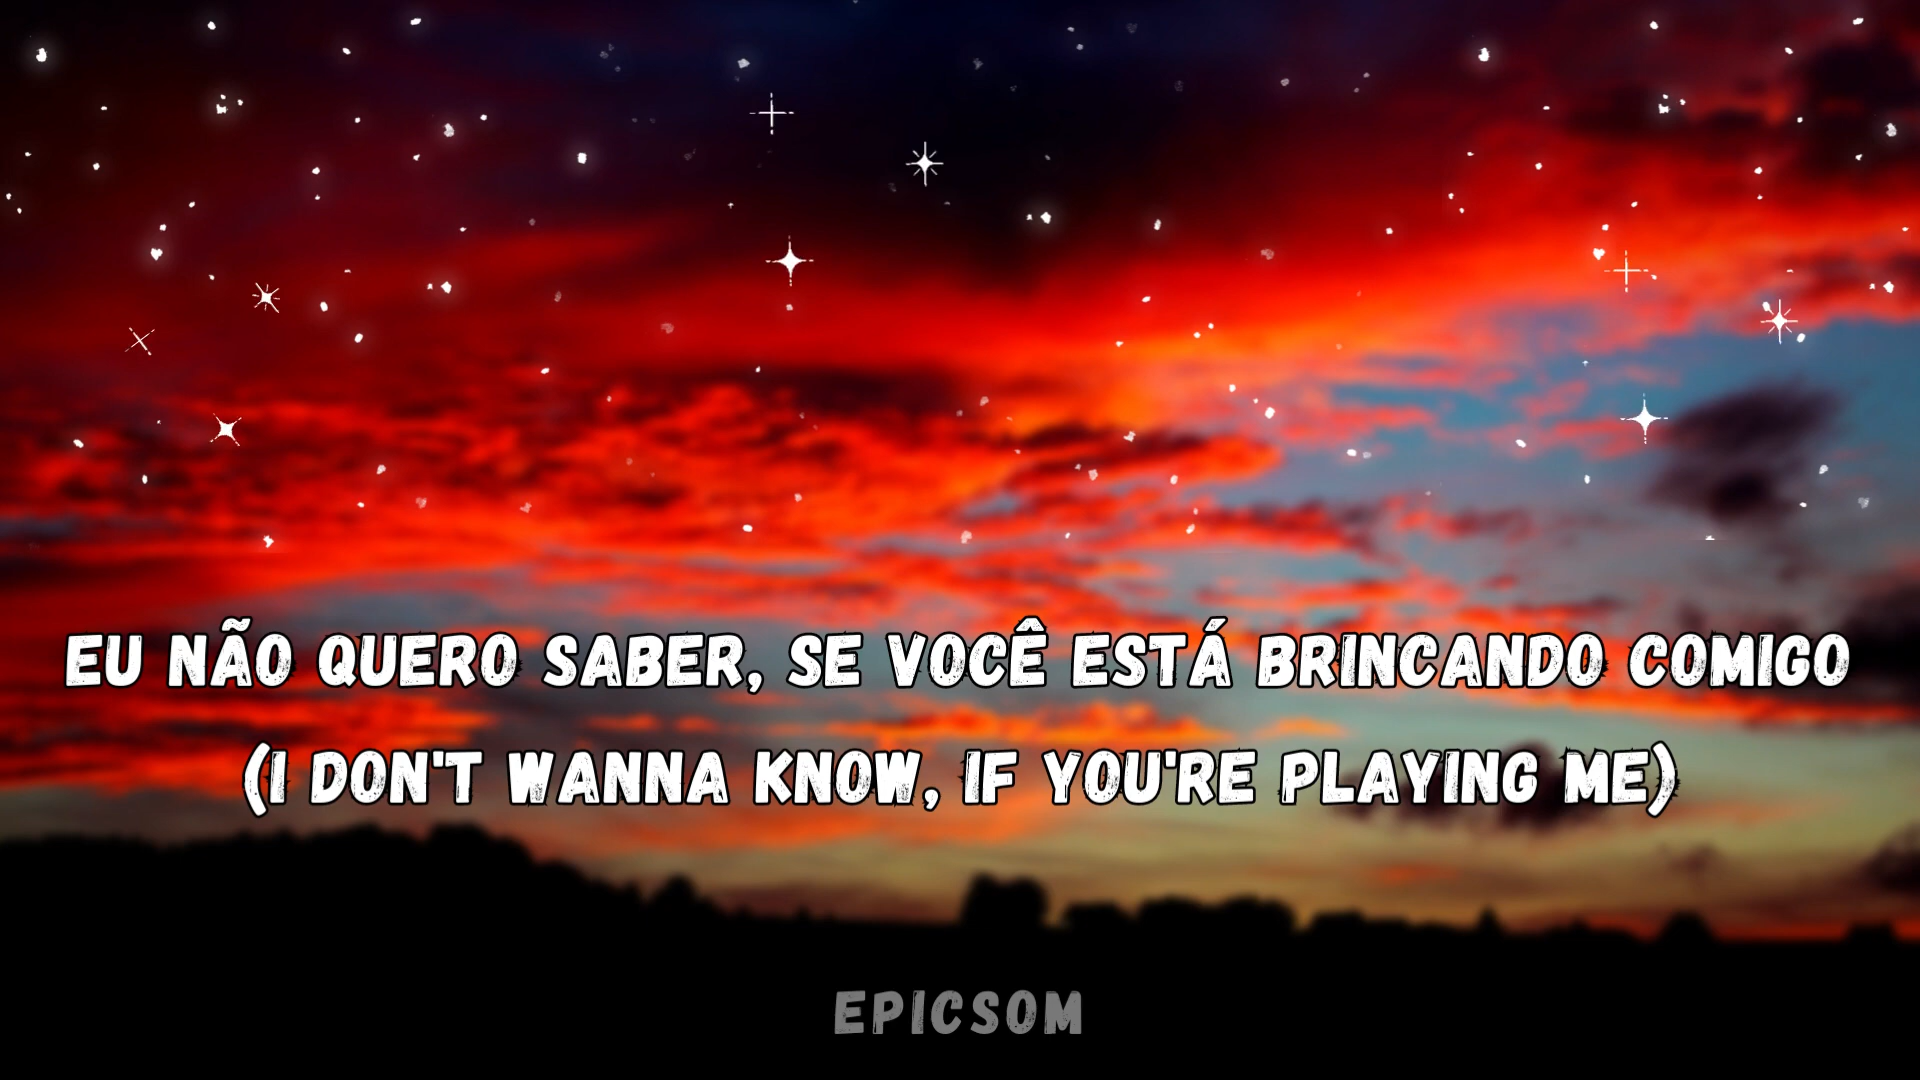 EU NÃO QUERO SABER, SE VOCÊ ESTÁ BRINCANDO COMIGO
(I DON'T WANNA KNOW, IF YOU'RE PLAYING ME)
EPICSOM